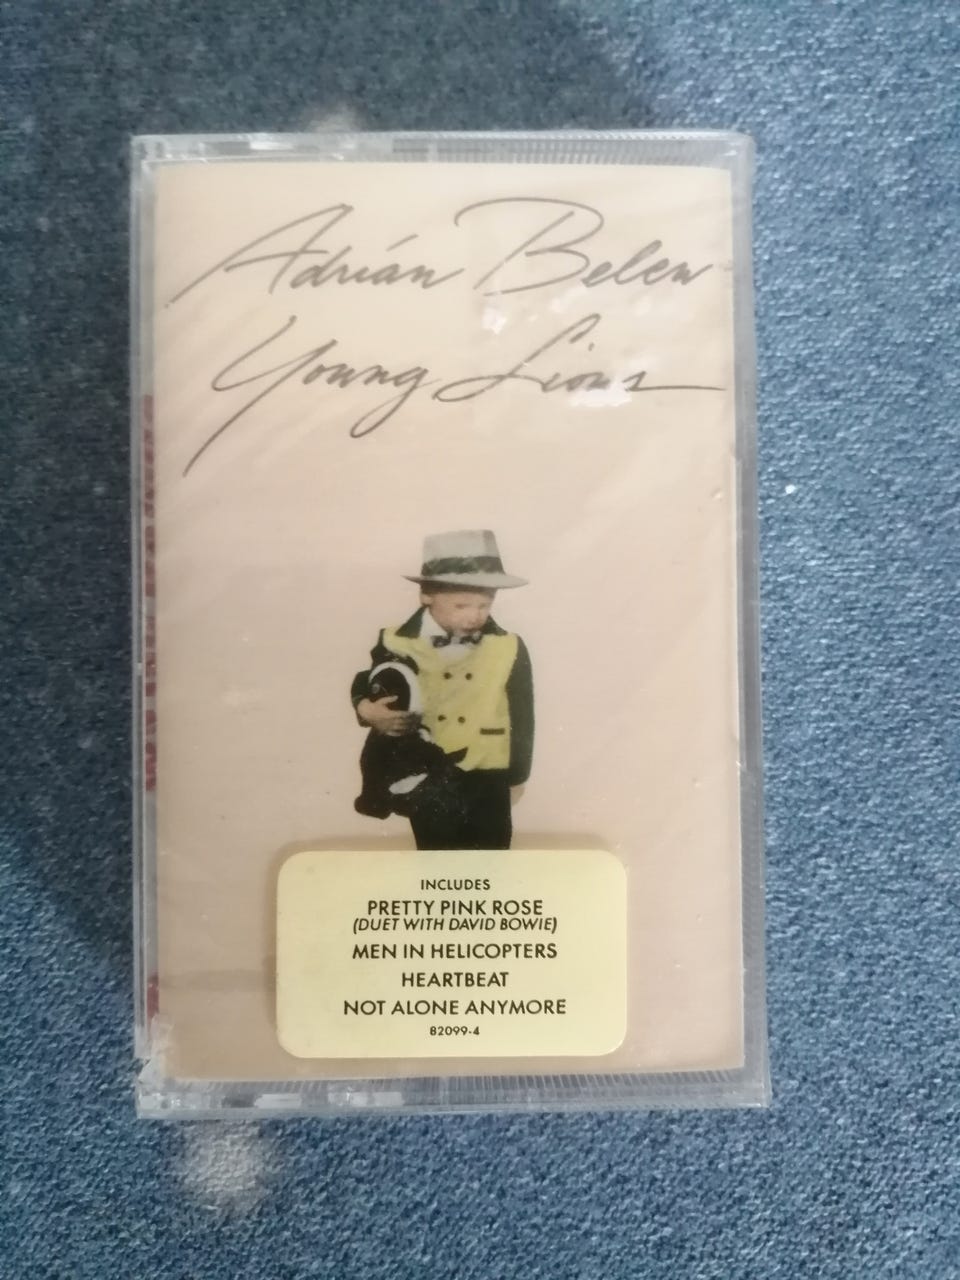 Adrián Belew
Young Lions
INCLUDES
PRETTY PINK ROSE
(DUET WITH DAVID BOWIE)
MEN IN HELICOPTERS
HEARTBEAT
NOT ALONE ANYMORE
82099-4